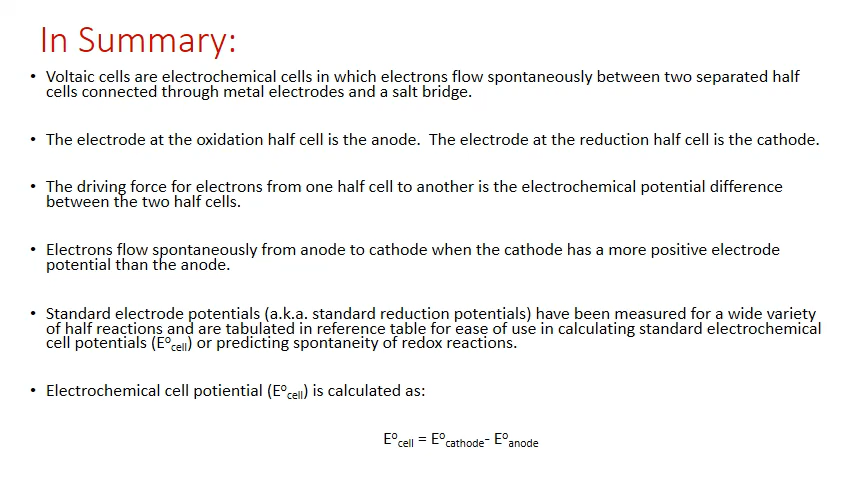 In Summary:
• Voltaic cells are electrochemical cells in which electrons flow spontaneously between two separated half
cells connected through metal electrodes and a salt bridge.
• The electrode at the oxidation half cell is the anode.  The electrode at the reduction half cell is the cathode.
• The driving force for electrons from one half cell to another is the electrochemical potential difference
between the two half cells.
• Electrons flow spontaneously from anode to cathode when the cathode has a more positive electrode
potential than the anode.
• Standard electrode potentials (a.k.a. standard reduction potentials) have been measured for a wide variety
of half reactions and are tabulated in reference table for ease of use in calculating standard electrochemical
cell potentials (E°cell) or predicting spontaneity of redox reactions.
• Electrochemical cell potiential (E°cell) is calculated as:
E°cell = E°cathode- E°anode